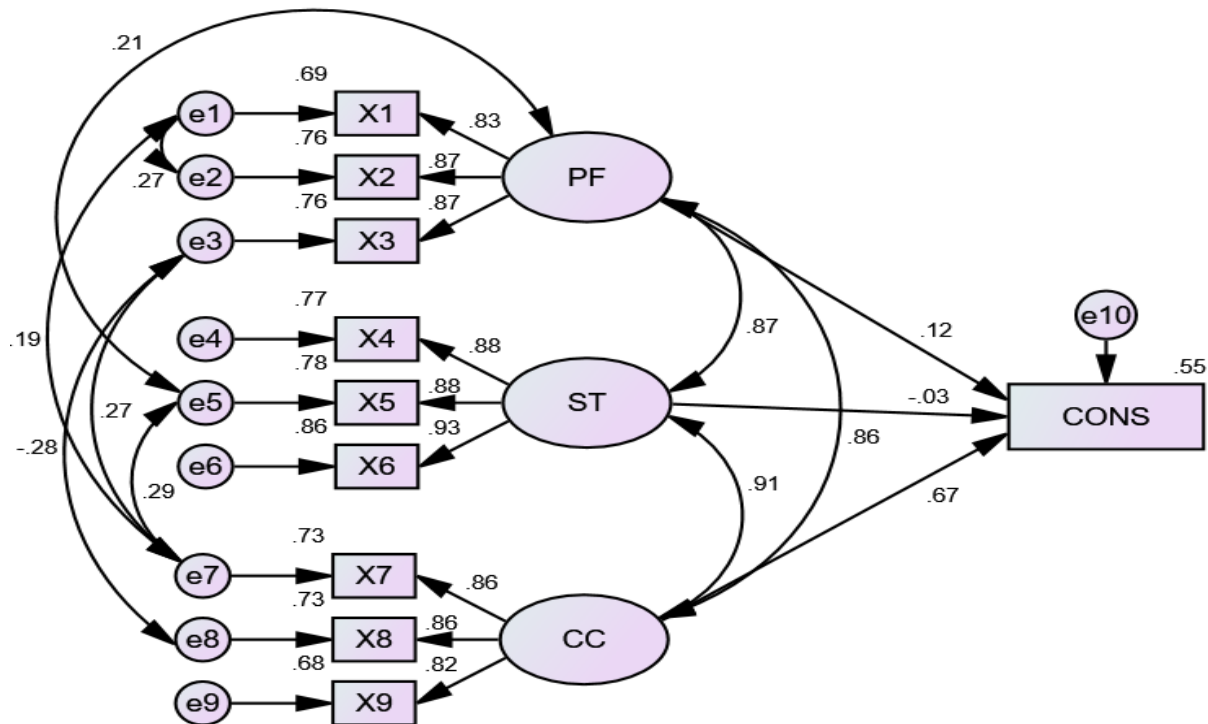 .21
.69
e1
X1
.83
.76
.27
e2
X2
.87
PF
.76
e3
X3
.87
.77
e4
X4
.88
.87
.12
e10
.19
.78
.55
e5
X5
.88
ST
-.03
CONS
.27
.86
.93
.86
-.28
e6
X6
.29
.91
.67
.73
e7
X7
.86
.73
e8
X8
.86
CC
.68
.82
e9
X9